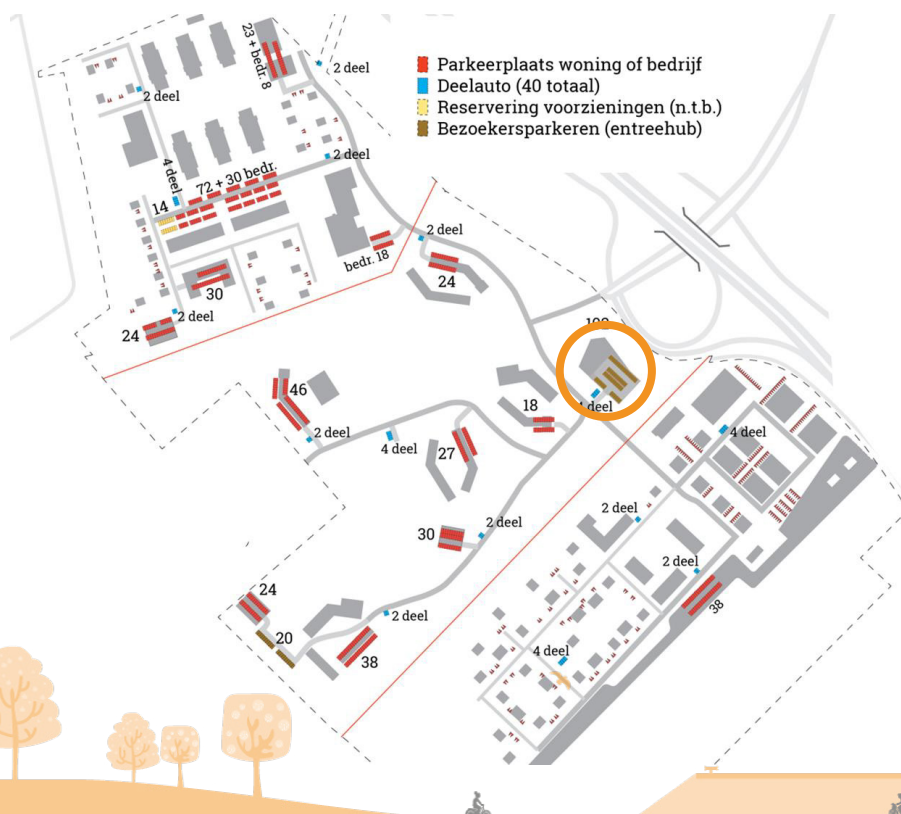 23 + bedr. 8
2 deel
Parkeerplaats woning of bedrijf
Deelauto (40 totaal)
Reservering voorzieningen (n.t.b.)
Bezoekersparkeren (entreehub)
2 deel
2 deel
4 deel
72 + 30 bedr.
14
2 deel
bedr. 18
24
30
2 deel
24
46
18
4 deel
2 deel
4 deel
27
4 deel
30
2 deel
2 deel
2 deel
24
20
2 deel
38
38
4 deel